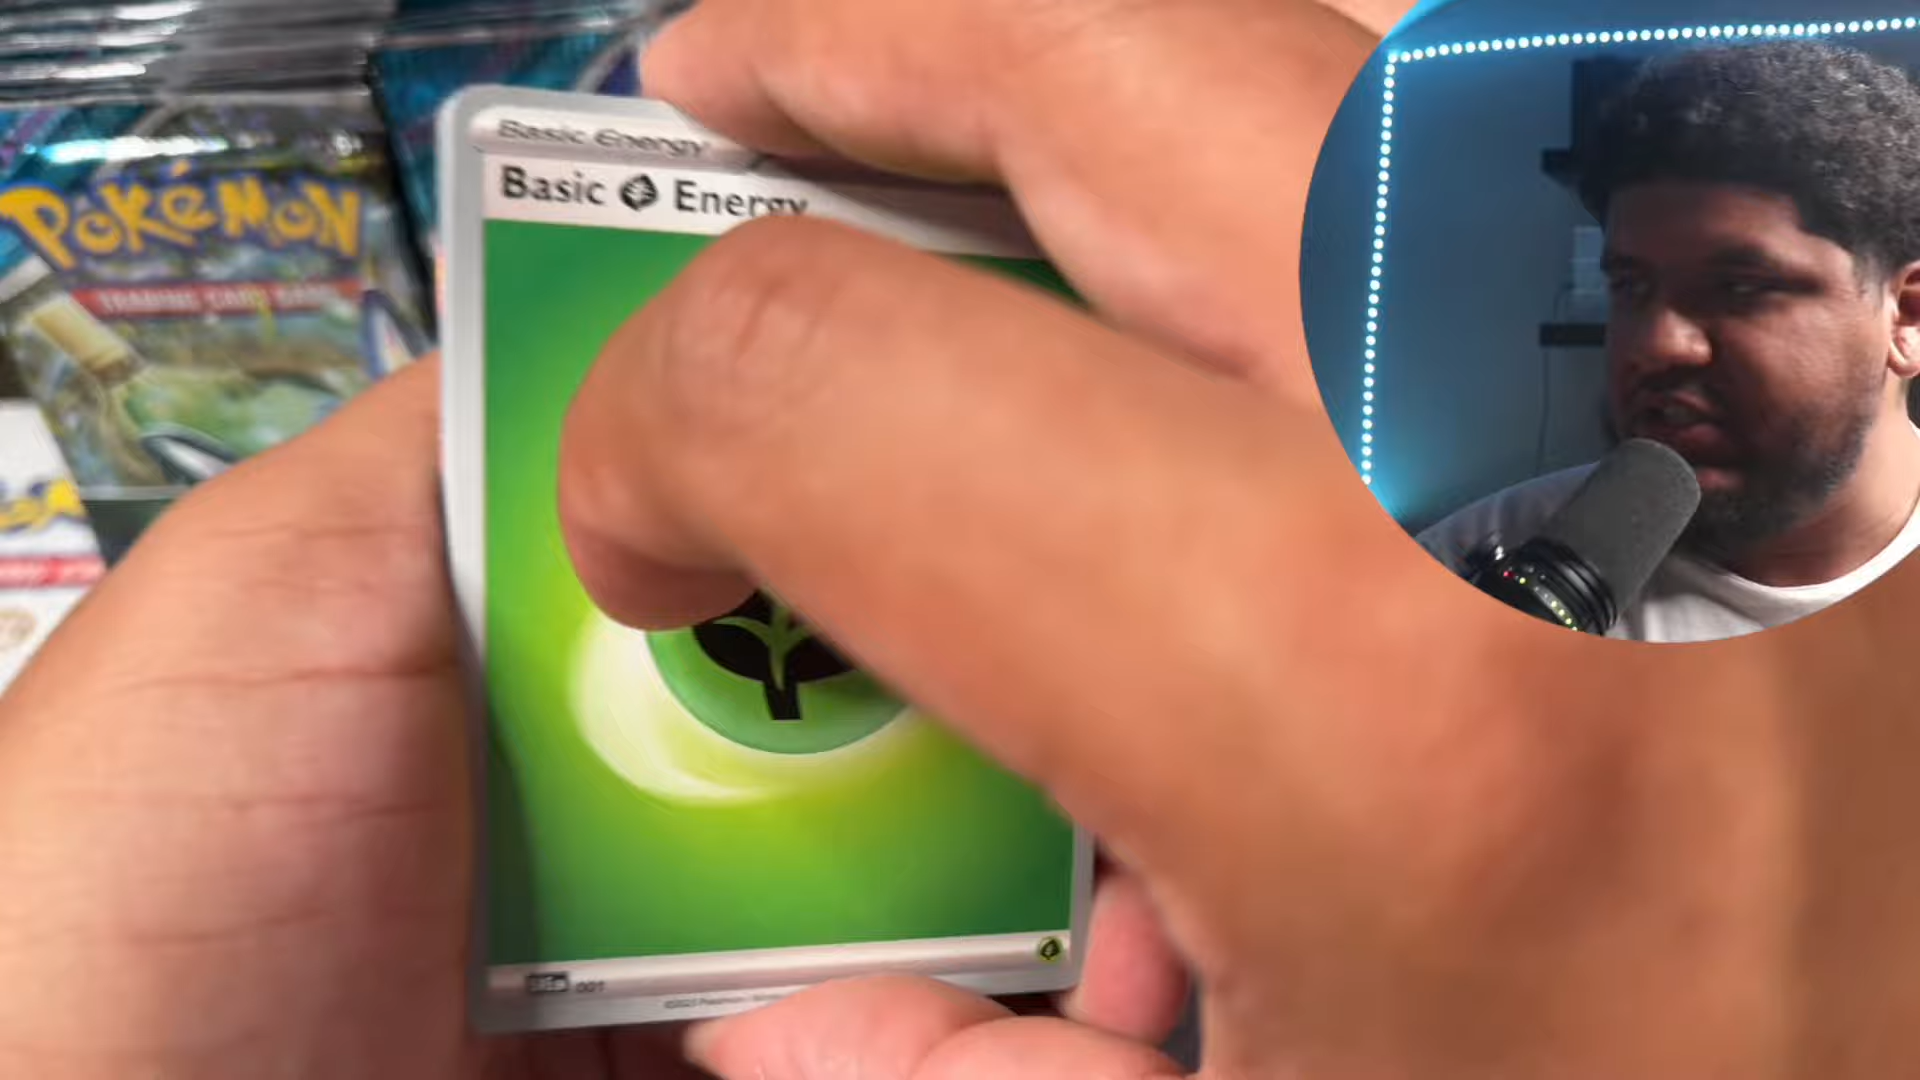 Basic Energy
Basic Energy
POKÉMON
TRADING CARD GAME
001